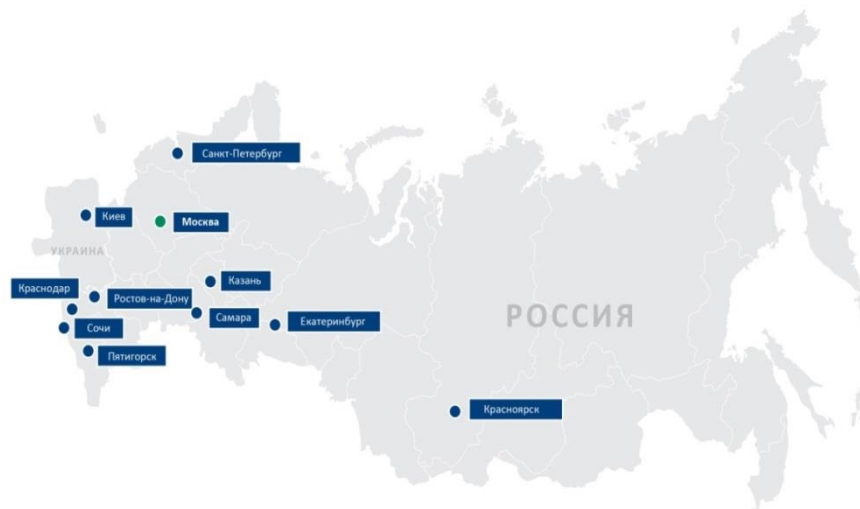 Санкт-Петербург
Киев
Москва
УКРАИНА
Казань
Краснодар
Ростов-на-Дону
Самара
Екатеринбург
РОССИЯ
Сочи
Пятигорск
Красноярск